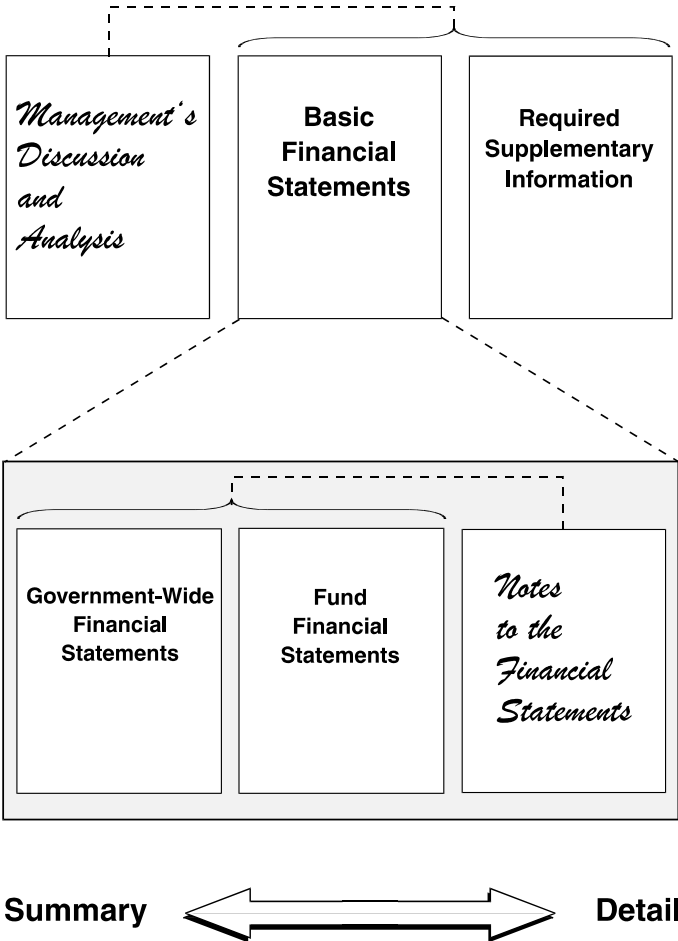 Management's
Discussion
and
Analysis
Basic
Financial
Statements
Required
Supplementary
Information
Government-Wide
Financial
Statements
Fund
Financial
Statements
Notes
to the
Financial
Statements
Summary
Detail